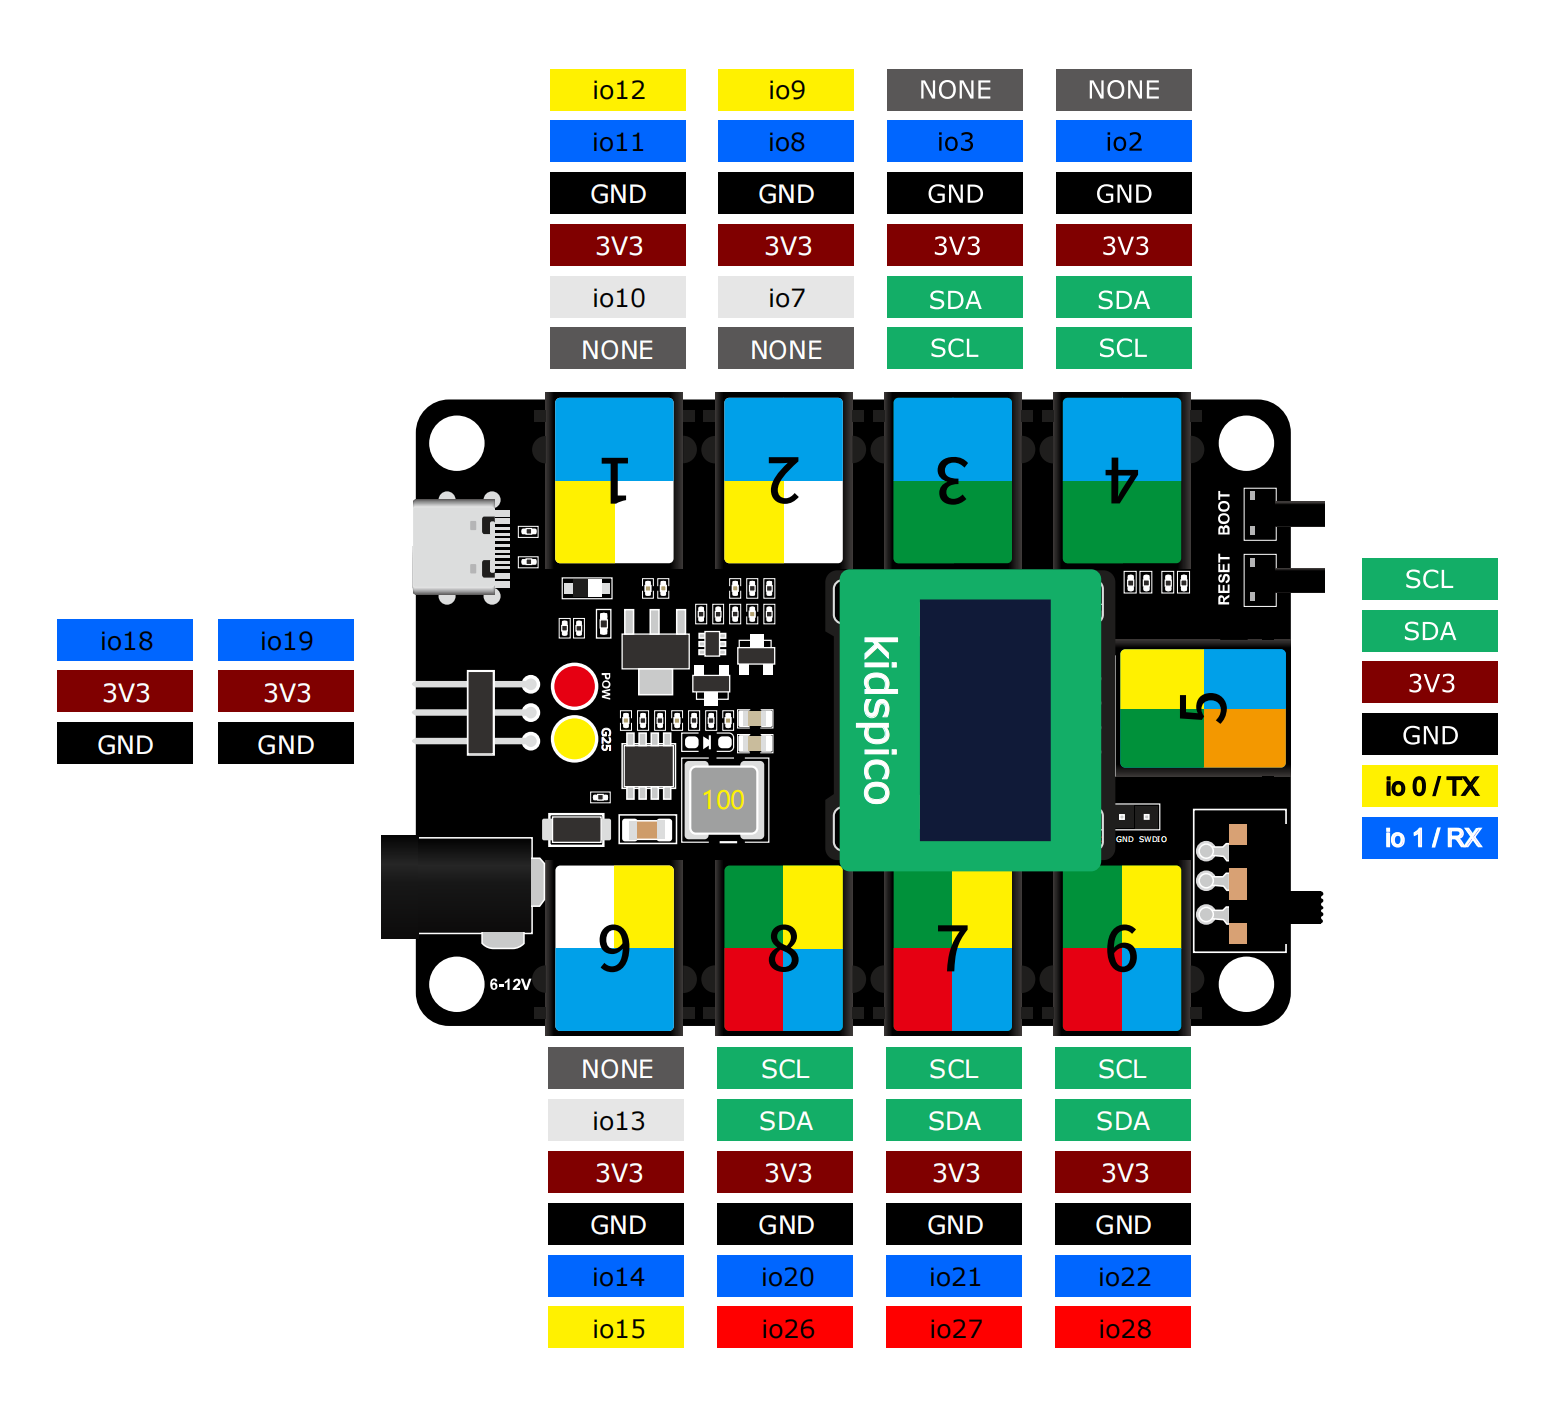 io12 io9 NONE NONE
io11 io8 io3 io2
GND GND GND GND
3V3 3V3 3V3 3V3
io10 io7 SDA SDA
NONE NONE SCL SCL
1 2 3 4
BOOT
RESET
SCL
SDA
3V3
GND
io 0 / TX
io 1 / RX
io18 io19
3V3 3V3
GND GND
POW
G25
kidspico
5
100
GND SWDIO
9 8 7 6
6-12V
NONE SCL SCL SCL
io13 SDA SDA SDA
3V3 3V3 3V3 3V3
GND GND GND GND
io14 io20 io21 io22
io15 io26 io27 io28